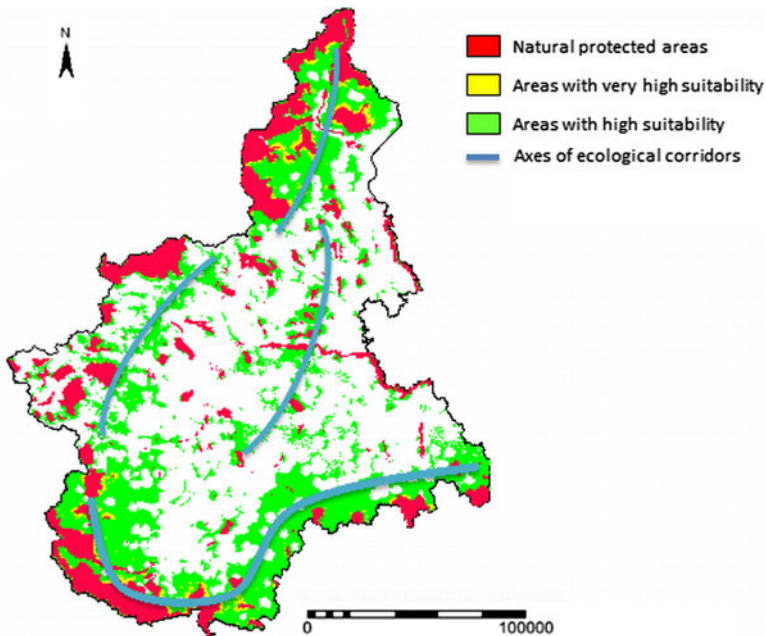 N
Natural protected areas
Areas with very high suitability
Areas with high suitability
Axes of ecological corridors
0 100000